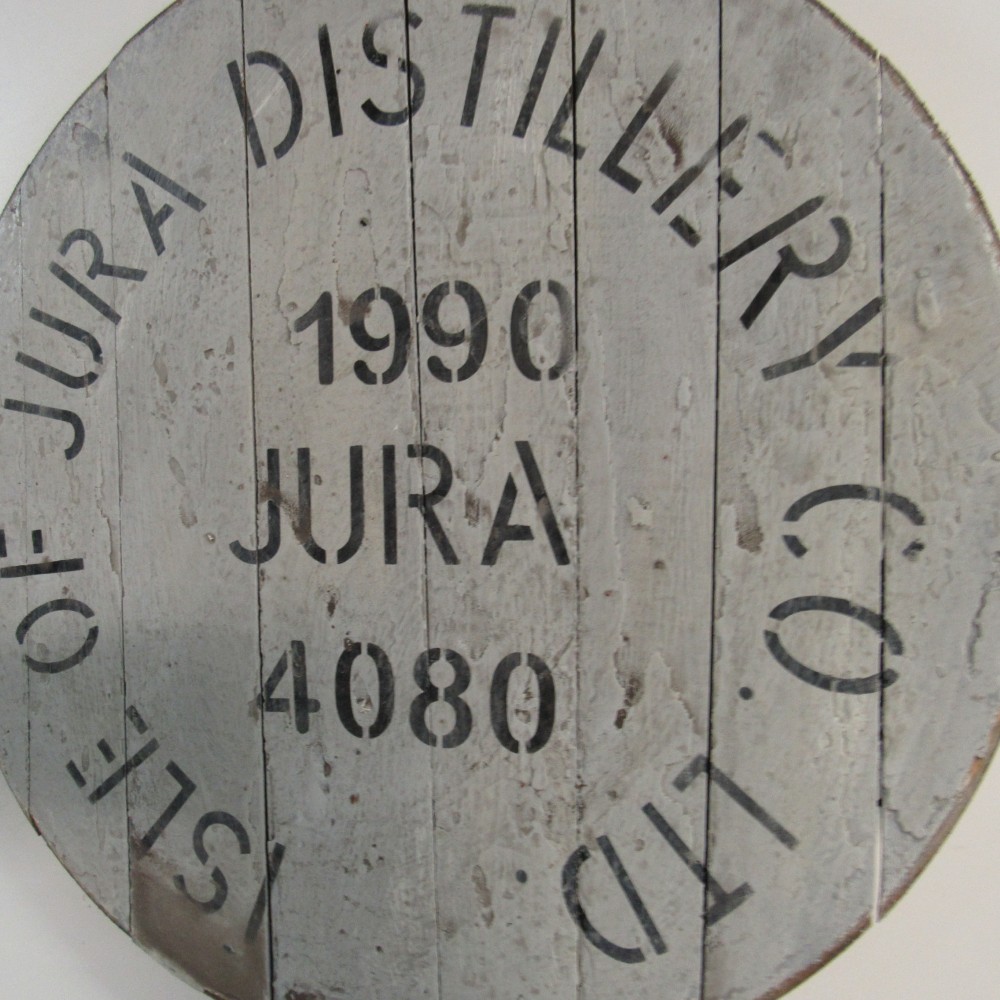 ISLE OF JURA DISTILLERY CO. LTD.
1990
JURA
4080